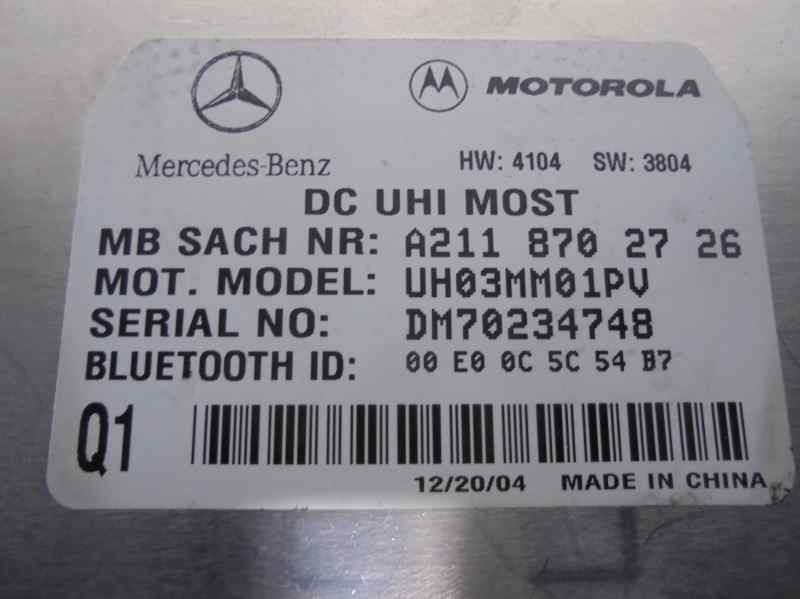 MOTOROLA
Mercedes-Benz HW: 4104 SW: 3804
DC UHI MOST
MB SACH NR: A211 870 27 26
MOT. MODEL: UH03MM01PV
SERIAL NO: DM70234748
BLUETOOTH ID: 00 E0 0C 5C 54 B7
Q1
12/20/04 MADE IN CHINA